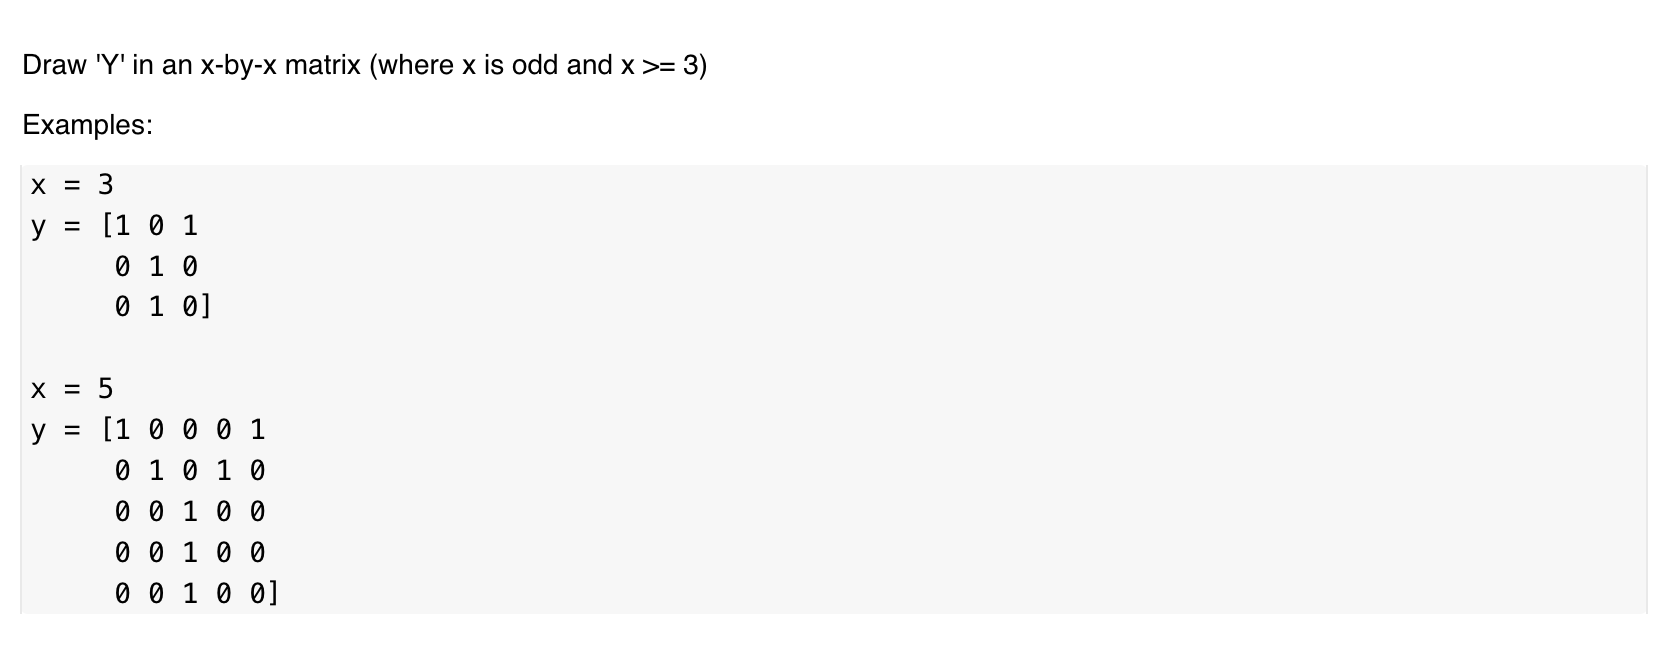 Draw 'Y' in an x-by-x matrix (where x is odd and x >= 3)
Examples:
x = 3
y = [1 0 1
     0 1 0
     0 1 0]
x = 5
y = [1 0 0 0 1
     0 1 0 1 0
     0 0 1 0 0
     0 0 1 0 0
     0 0 1 0 0]